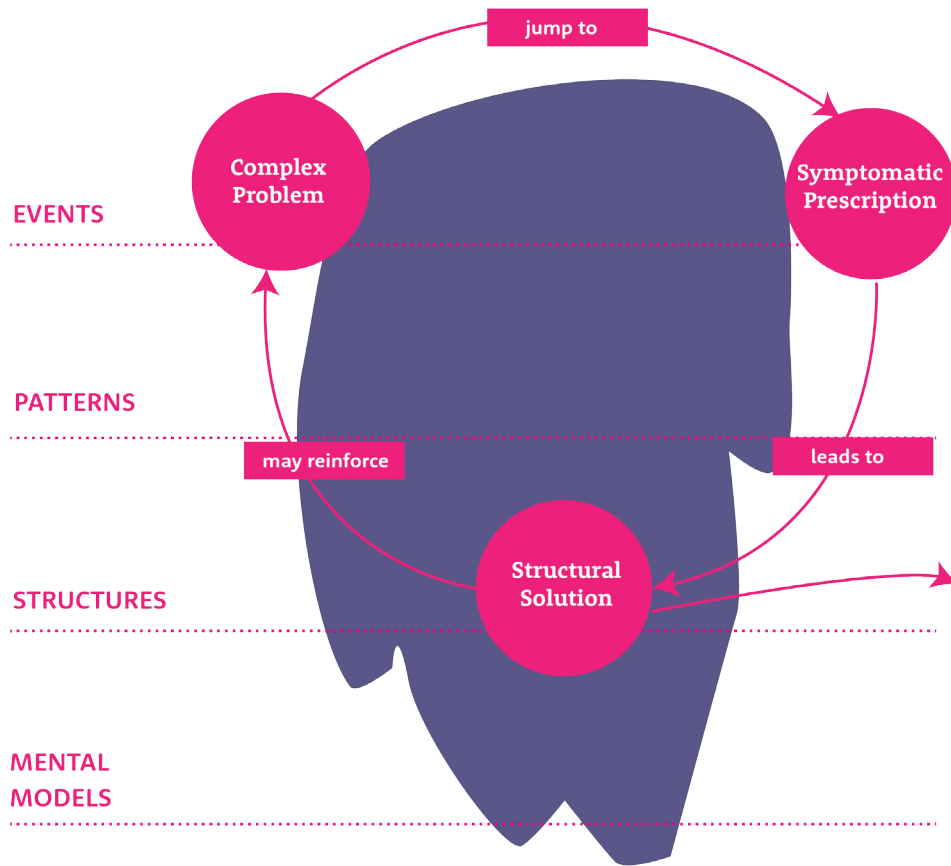 jump to
Complex
Problem
Symptomatic
Prescription
EVENTS
PATTERNS
may reinforce
leads to
Structural
Solution
STRUCTURES
MENTAL
MODELS